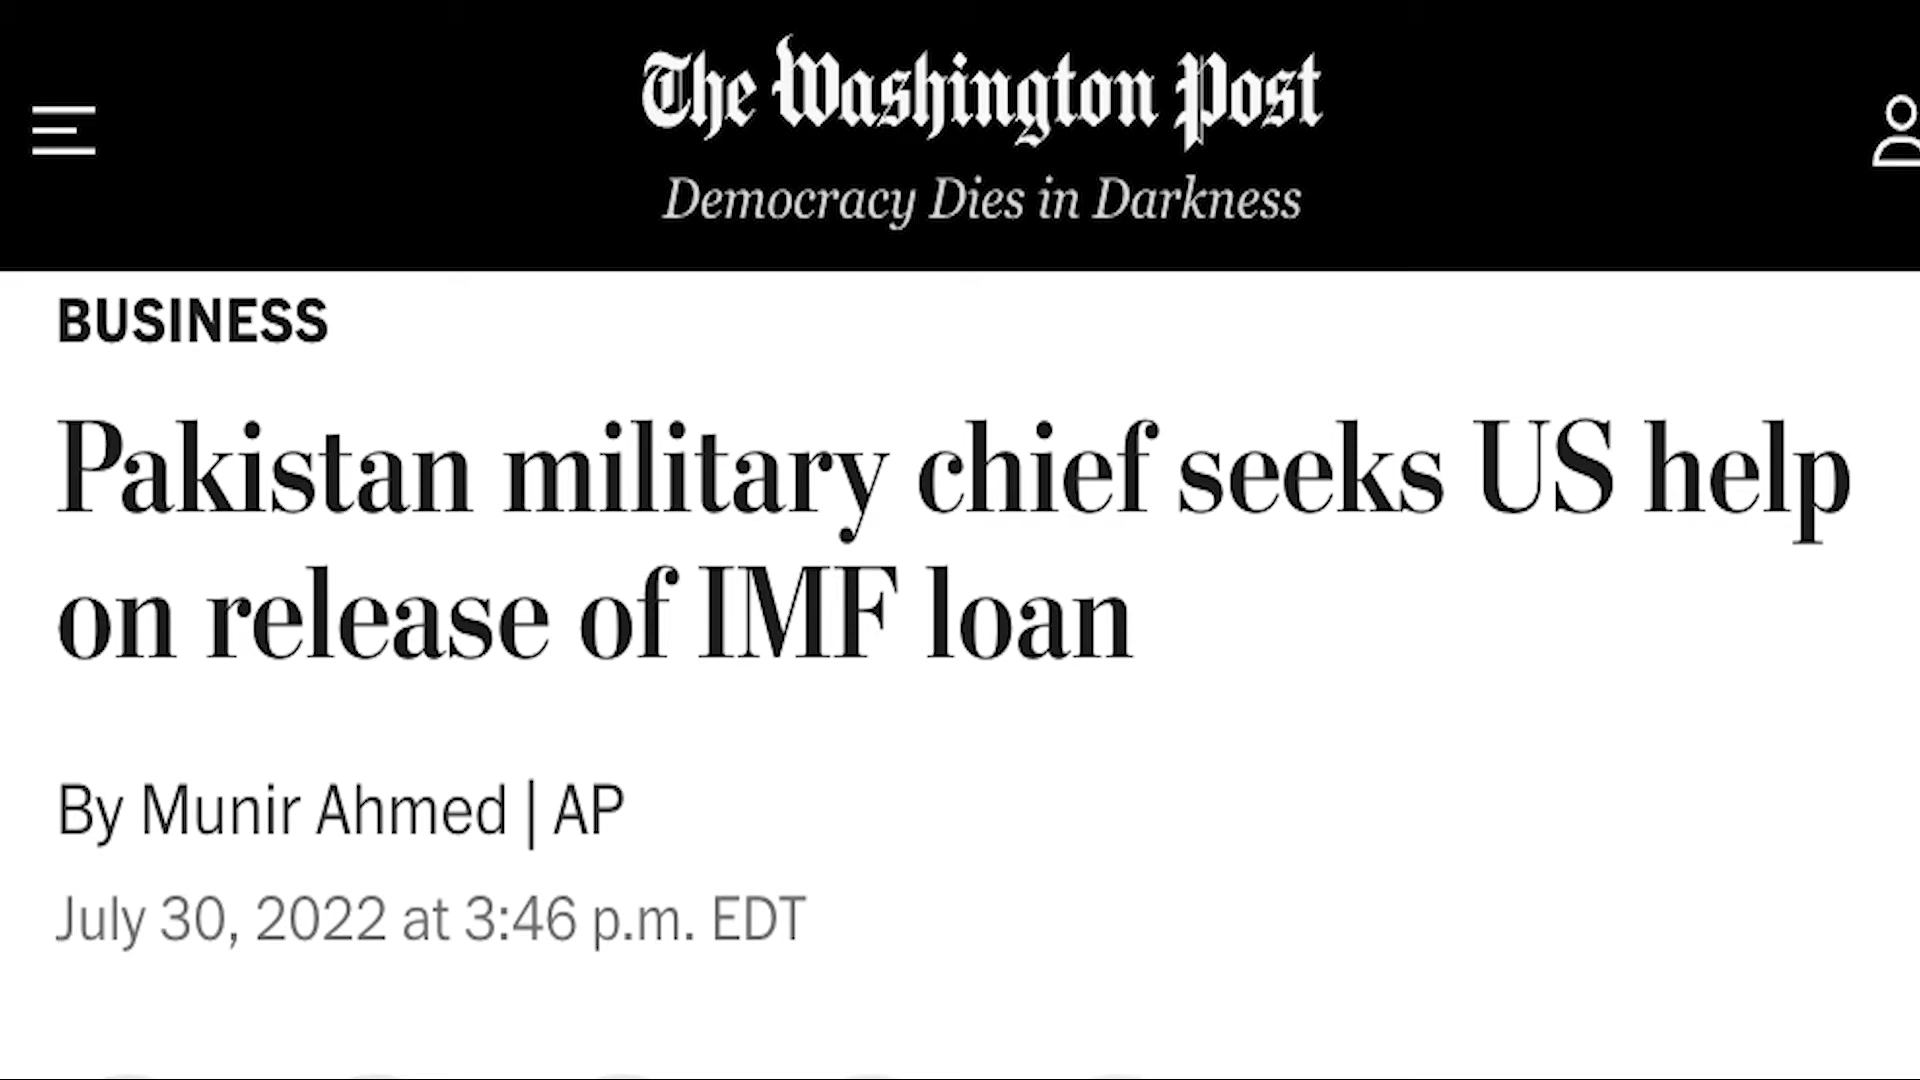 The Washington Post
Democracy Dies in Darkness
BUSINESS
Pakistan military chief seeks US help
on release of IMF loan
By Munir Ahmed | AP
July 30, 2022 at 3:46 p.m. EDT